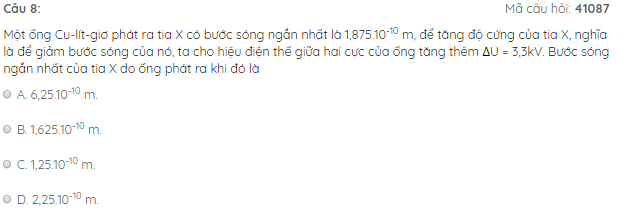 Câu 8: Mã câu hỏi: 41087
Một ống Cu-lít-giơ phát ra tia X có bước sóng ngắn nhất là 1,875.10⁻¹⁰ m, để tăng độ cứng của tia X, nghĩa
là để giảm bước sóng của nó, ta cho hiệu điện thế giữa hai cực của ống tăng thêm ΔU = 3,3kV. Bước sóng
ngắn nhất của tia X do ống phát ra khi đó là
A. 6,25.10⁻¹⁰ m.
B. 1,625.10⁻¹⁰ m.
C. 1,25.10⁻¹⁰ m.
D. 2,25.10⁻¹⁰ m.